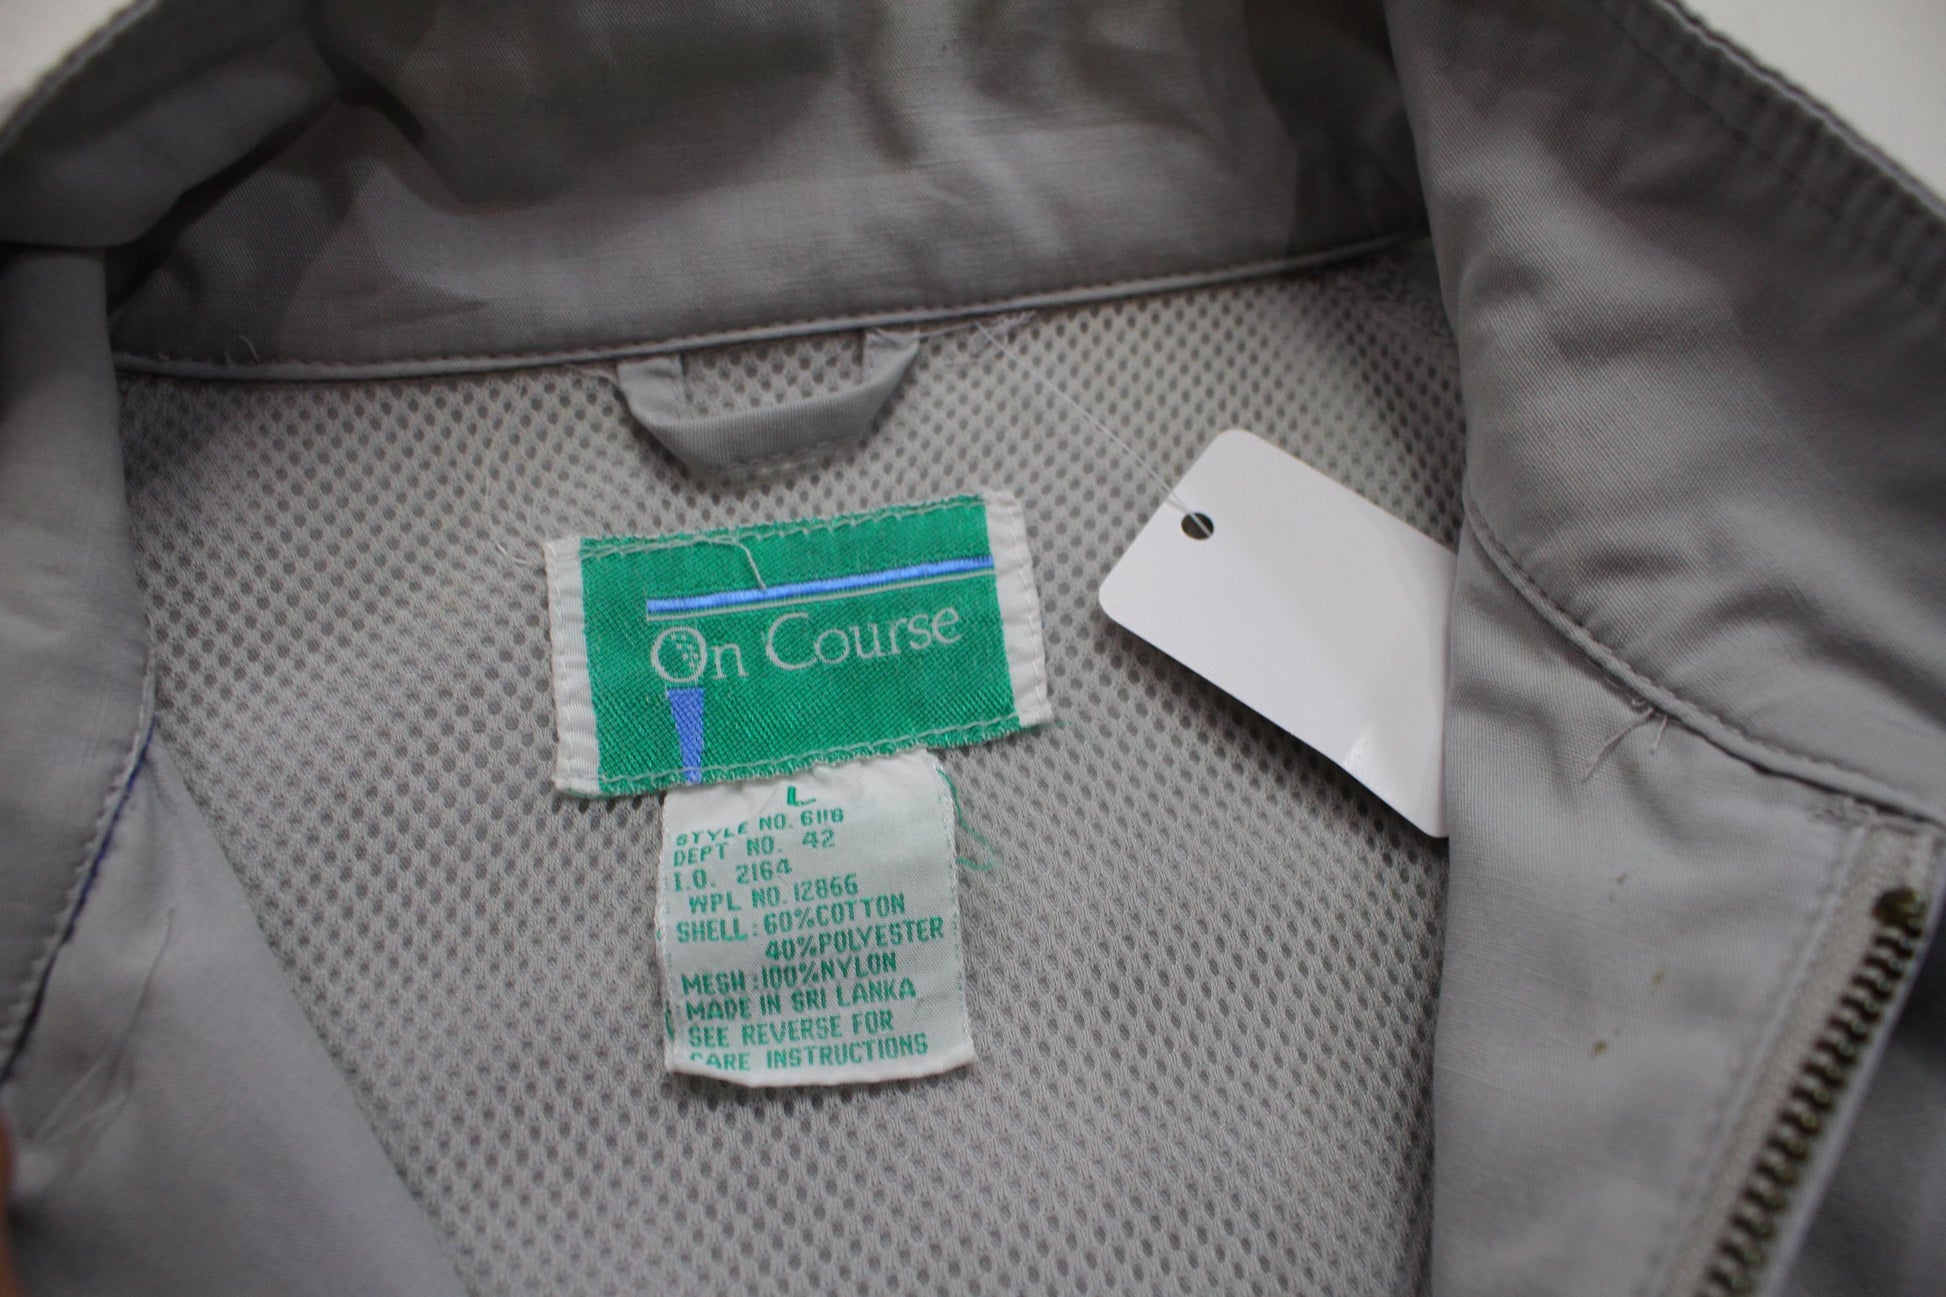 On Course
L
STYLE NO. 6118
DEPT NO. 42
I.O. 2164
WPL NO. 12866
SHELL: 60%COTTON
40%POLYESTER
MESH: 100%NYLON
MADE IN SRI LANKA
SEE REVERSE FOR
CARE INSTRUCTIONS